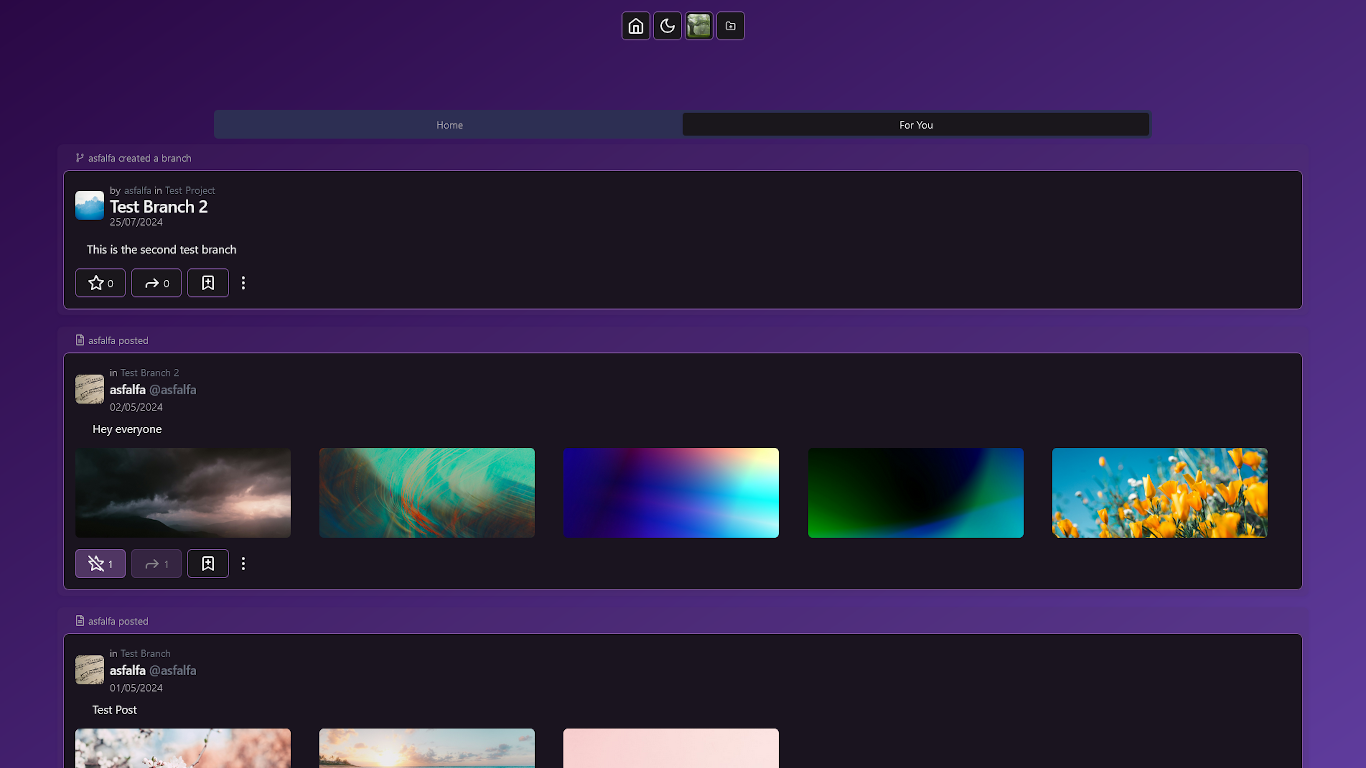 Home
For You
asfalfa created a branch
by asfalfa in Test Project
Test Branch 2
25/07/2024
This is the second test branch
0
0
asfalfa posted
in Test Branch 2
asfalfa @asfalfa
02/05/2024
Hey everyone
1
1
asfalfa posted
in Test Branch
asfalfa @asfalfa
01/05/2024
Test Post